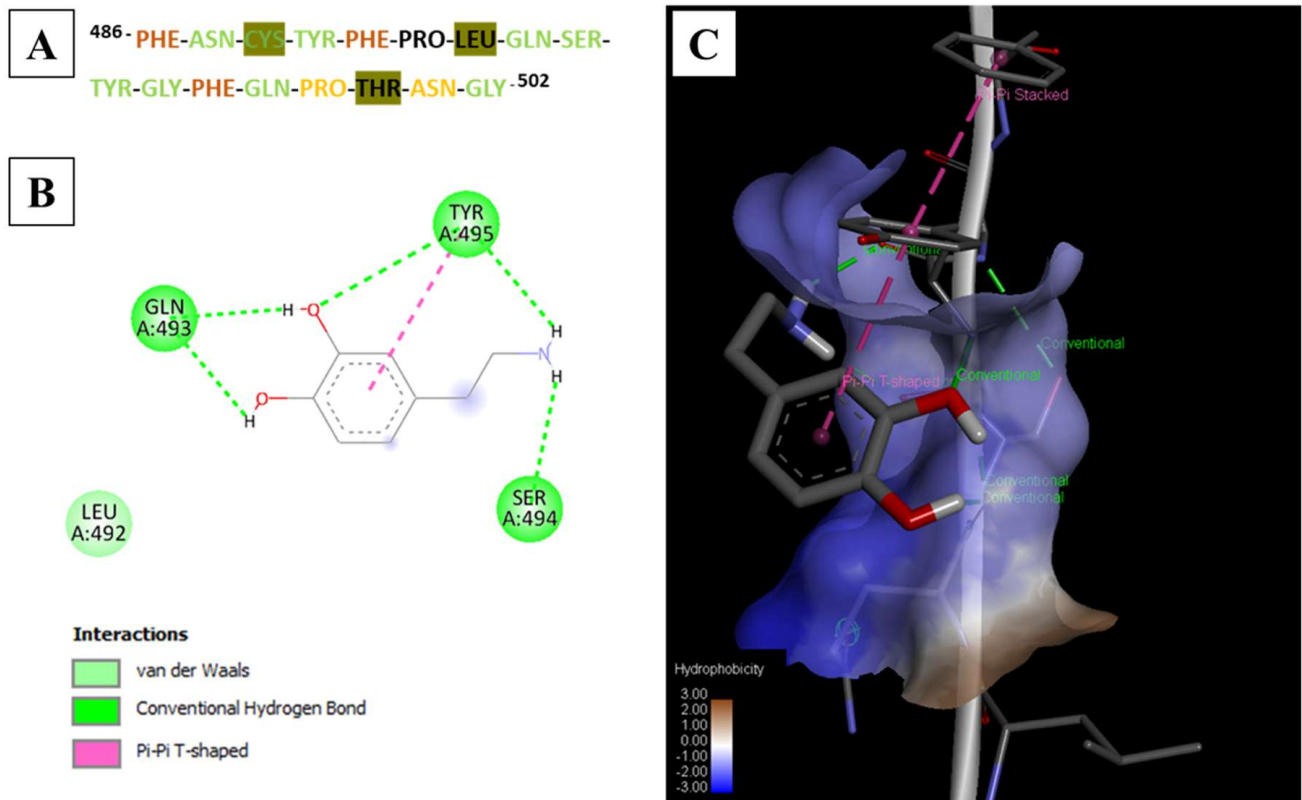 A
486 - PHE-ASN-CYS-TYR-PHE-PRO-LEU-GLN-SER-
TYR-GLY-PHE-GLN-PRO-THR-ASN-GLY - 502
B
TYR
A:495
GLN
A:493
H
O
H
O
H
N
H
SER
A:494
LEU
A:492
Interactions
van der Waals
Conventional Hydrogen Bond
Pi-Pi T-shaped
C
Pi-Pi Stacked
Conventional
Conventional
Pi-Pi T-shaped
Conventional
Conventional
Hydrophobicity
3.00
2.00
1.00
0.00
-1.00
-2.00
-3.00